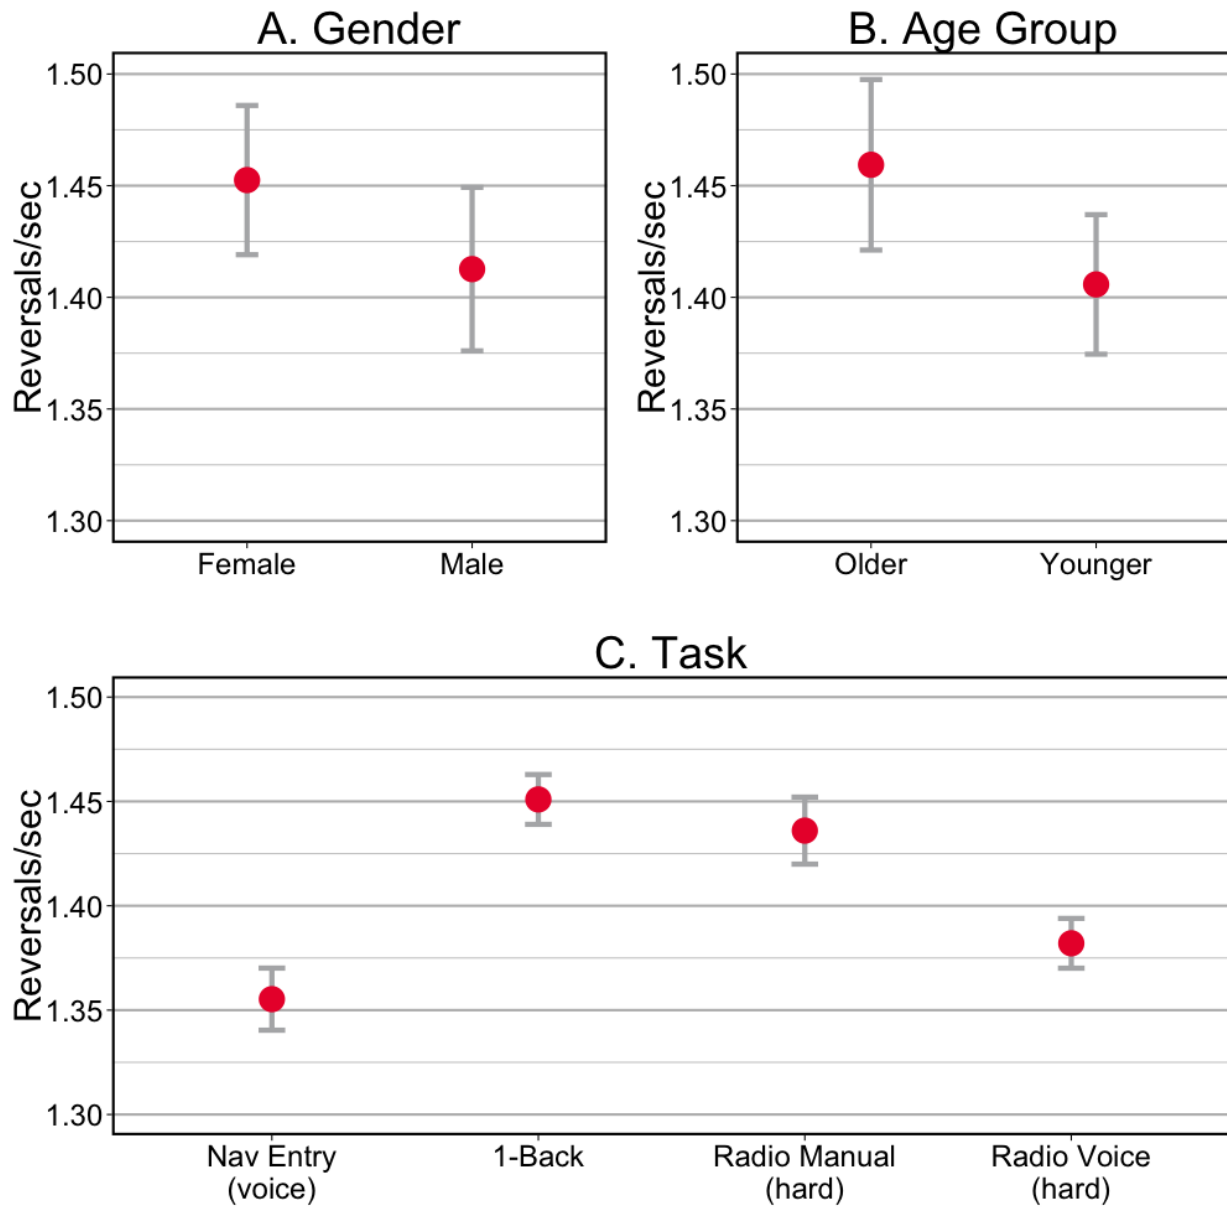 A. Gender
Reversals/sec
1.50
1.45
1.40
1.35
1.30
Female Male
B. Age Group
Reversals/sec
1.50
1.45
1.40
1.35
1.30
Older Younger
C. Task
Reversals/sec
1.50
1.45
1.40
1.35
1.30
Nav Entry 1-Back Radio Manual Radio Voice
(voice) (hard) (hard)